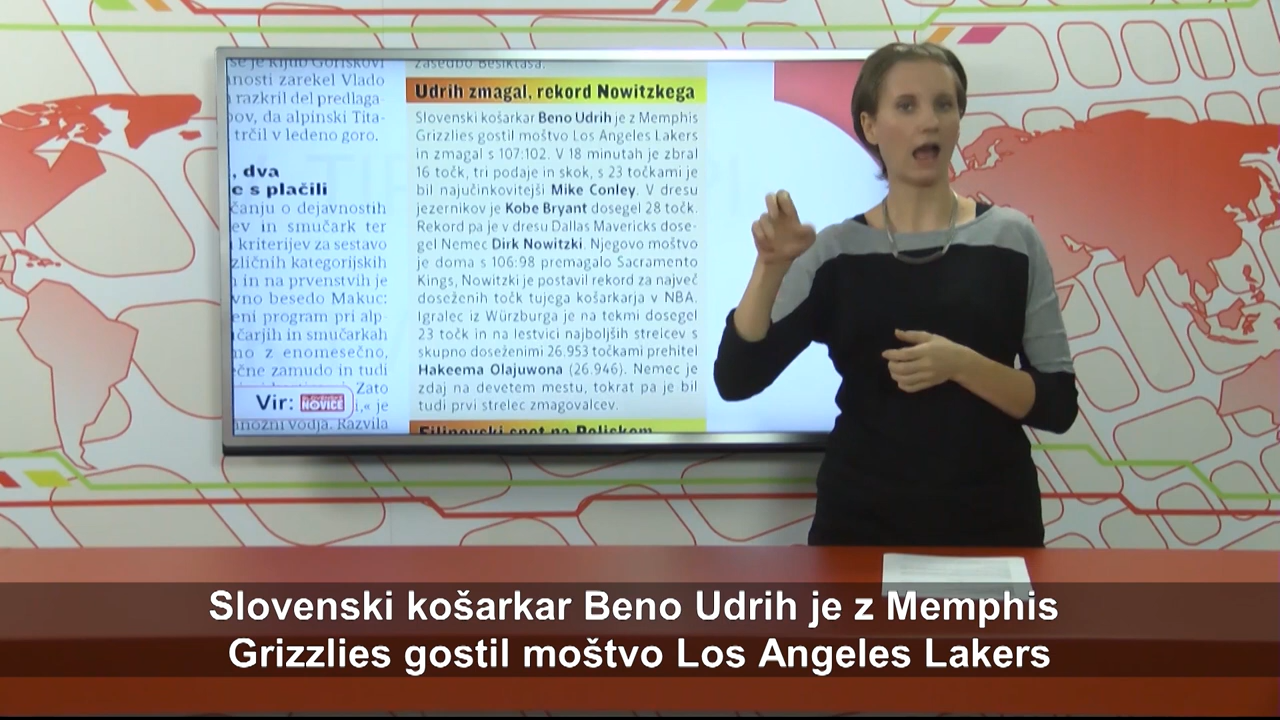 se je kljub Goriškovi
nosti zarekel Vlado
razkril del predlaga-
pov, da alpinski Tita-
trčil v ledeno goro.
, dva
e s plačili
čanju o dejavnostih
ev in smučark ter
kriterijev za sestavo
zličnih kategorijskih
h in na prvenstvih je
vno besedo Makuc:
eni program pri alp-
čarjih in smučarkah
mo z enomesečno,
ečne zamudo in tudi
Zato
i,« je
množni vodja. Razvila
Vir: SLOVENSKE NOVICE
zasedbo Besiktasa.
Udrih zmagal, rekord Nowitzkega
Slovenski košarkar Beno Udrih je z Memphis
Grizzlies gostil moštvo Los Angeles Lakers
in zmagal s 107:102. V 18 minutah je zbral
16 točk, tri podaje in skok, s 23 točkami je
bil najučinkovitejši Mike Conley. V dresu
jezernikov je Kobe Bryant dosegel 28 točk.
Rekord pa je v dresu Dallas Mavericks dose-
gel Nemec Dirk Nowitzki. Njegovo moštvo
je doma s 106:98 premagalo Sacramento
Kings, Nowitzki je postavil rekord za največ
doseženih točk tujega košarkarja v NBA.
Igralec iz Würzburga je na tekmi dosegel
23 točk in na lestvici najboljših strelcev s
skupno doseženimi 26.953 točkami prehitel
Hakeema Olajuwona (26.946). Nemec je
zdaj na devetem mestu, tokrat pa je bil
tudi prvi strelec zmagovalcev.
Slovenski košarkar Beno Udrih je z Memphis
Grizzlies gostil moštvo Los Angeles Lakers